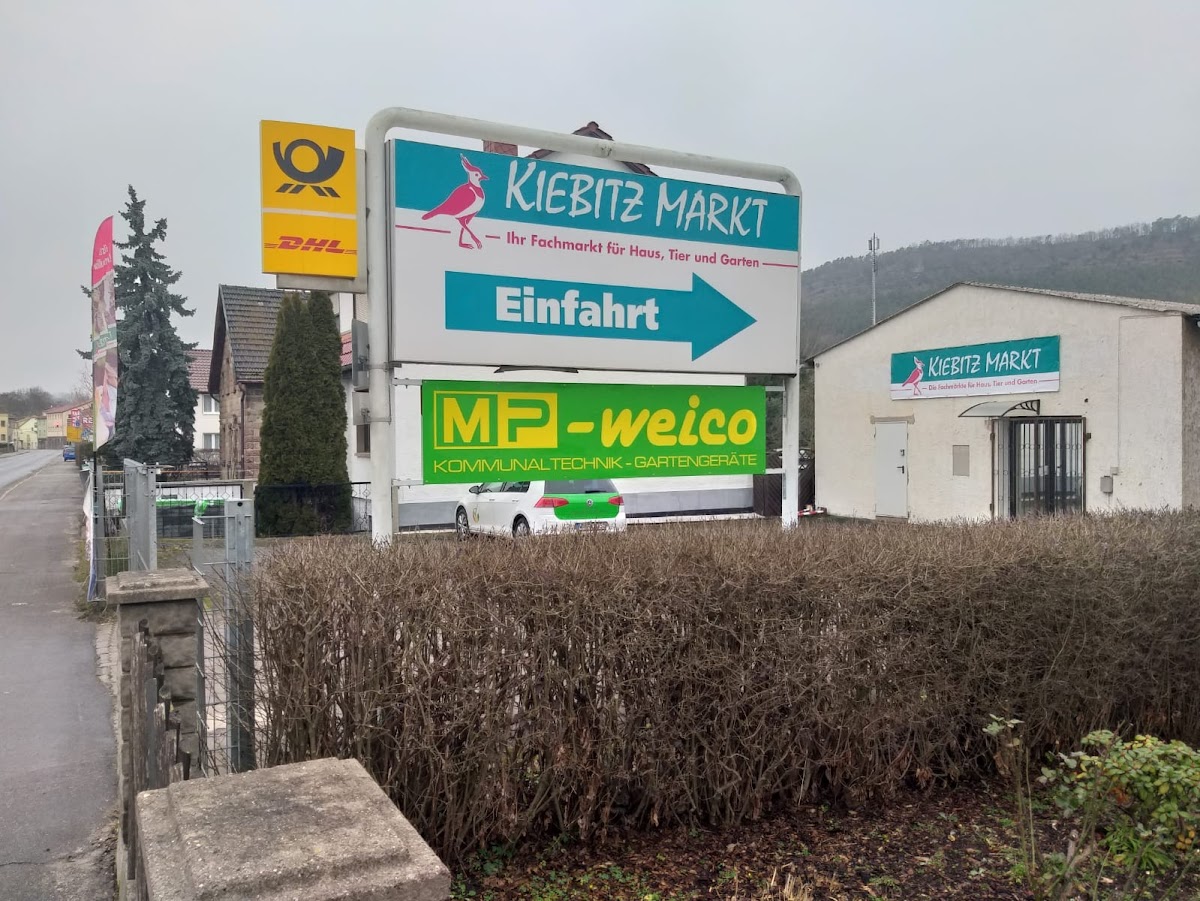 DHL
KIEBITZ MARKT
Ihr Fachmarkt für Haus, Tier und Garten
Einfahrt
MP-weico
KOMMUNALTECHNIK - GARTENGERÄTE
KIEBITZ MARKT
Die Fachmärkte für Haus, Tier und Garten